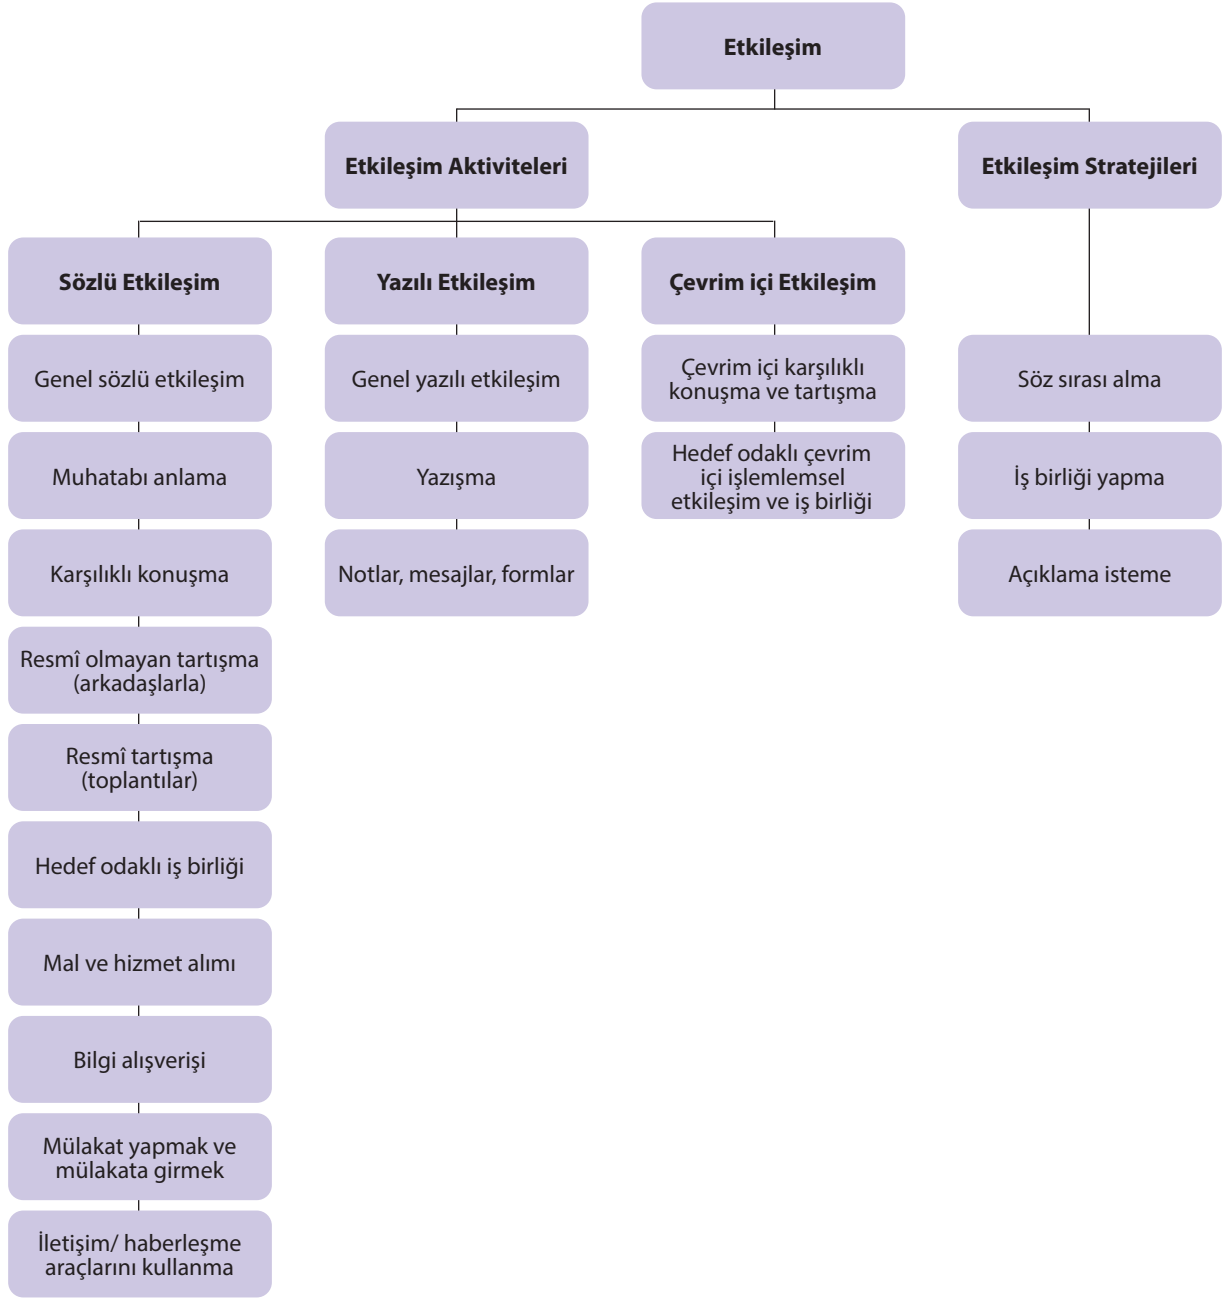 Etkileşim
Etkileşim Aktiviteleri
Etkileşim Stratejileri
Sözlü Etkileşim
Genel sözlü etkileşim
Muhatabı anlama
Karşılıklı konuşma
Resmî olmayan tartışma
(arkadaşlarla)
Resmî tartışma
(toplantılar)
Hedef odaklı iş birliği
Mal ve hizmet alımı
Bilgi alışverişi
Mülakat yapmak ve
mülakata girmek
İletişim/ haberleşme
araçlarını kullanma
Yazılı Etkileşim
Genel yazılı etkileşim
Yazışma
Notlar, mesajlar, formlar
Çevrim içi Etkileşim
Çevrim içi karşılıklı
konuşma ve tartışma
Hedef odaklı çevrim
içi işlemlemsel
etkileşim ve iş birliği
Söz sırası alma
İş birliği yapma
Açıklama isteme